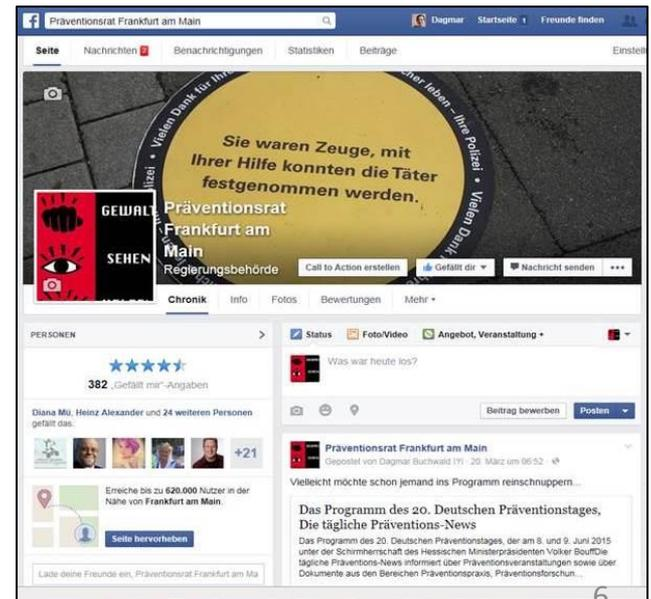 Präventionsrat Frankfurt am Main
Dagmar Startseite 1 Freunde finden
Seite Nachrichten 2 Benachrichtigungen Statistiken Beiträge Einstell
Vielen Dank für Ihre
cher leben – Ihre Polizei • Vielen Dank
Sie waren Zeuge, mit
Ihrer Hilfe konnten die Täter
festgenommen werden.
GEWALT
SEHEN
Präventionsrat
Frankfurt am
Main
Regierungsbehörde
Call to Action erstellen Gefällt dir Nachricht senden
Chronik Info Fotos Bewertungen Mehr
PERSONEN
382 „Gefällt mir"-Angaben
Diana Mü, Heinz Alexander und 24 weiteren Personen
gefällt das.
+21
Erreiche bis zu 620.000 Nutzer in der
Nähe von Frankfurt am Main.
Seite hervorheben
Lade deine Freunde ein, Präventionsrat Frankfurt am Ma
Status Foto/Video Angebot, Veranstaltung +
Was war heute los?
Beitrag bewerben Posten
Präventionsrat Frankfurt am Main
Gepostet von Dagmar Buchwald · 20. März um 06:52
Vielleicht möchte schon jemand ins Programm reinschnuppern...
Das Programm des 20. Deutschen Präventionstages,
Die tägliche Präventions-News
Das Programm des 20. Deutschen Präventionstages, der am 8. und 9. Juni 2015
unter der Schirmherrschaft des Hessischen Ministerpräsidenten Volker BouffDie
tägliche Präventions-News informiert über Präventionsveranstaltungen sowie über
Dokumente aus den Bereichen Präventionspraxis, Präventionsforschun...
6